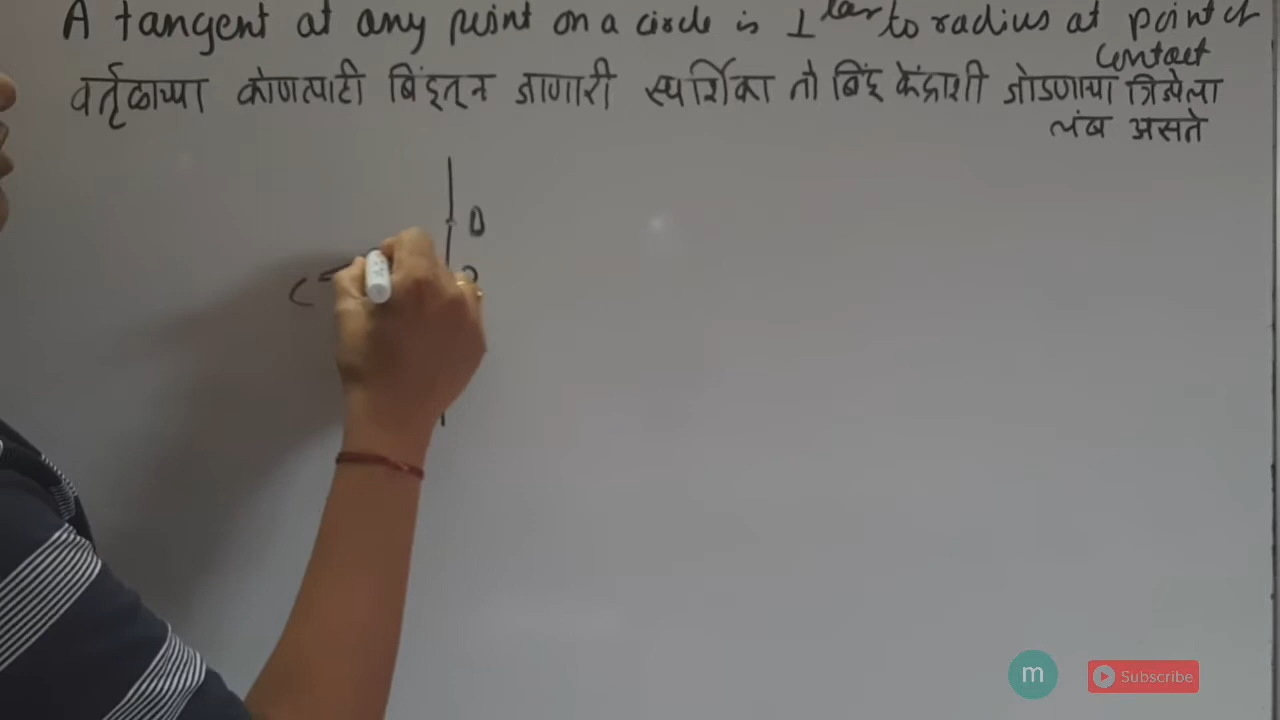 A tangent at any point on a circle is ⊥lar to radius at point of
contact
वर्तृळाच्या कोणत्याही बिंदूतून जाणारी स्पर्शिका तो बिंदू केंद्राशी जोडणाऱ्या त्रिज्येला
लंब असते
D
C
m
Subscribe